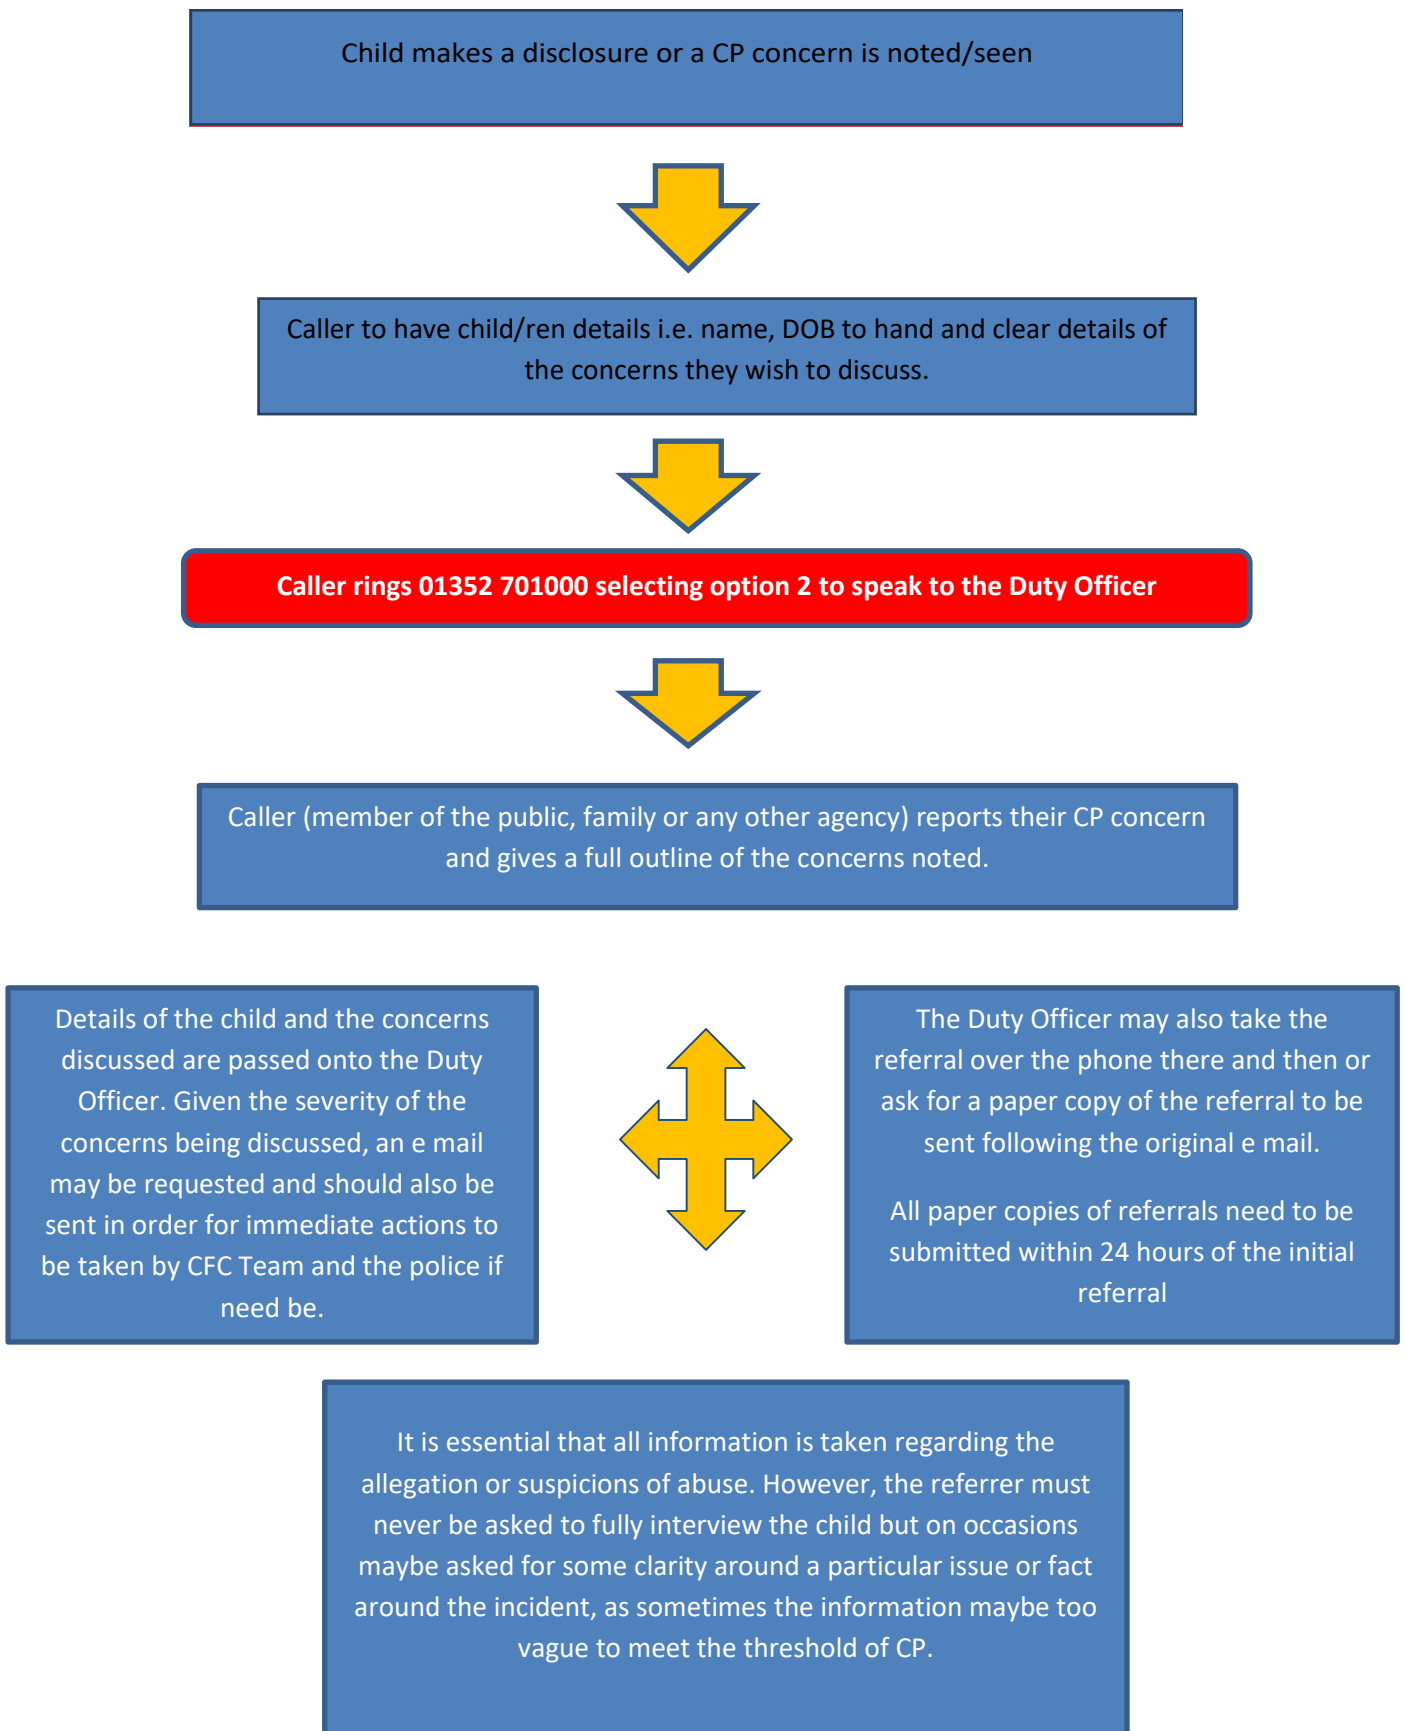 Child makes a disclosure or a CP concern is noted/seen
Caller to have child/ren details i.e. name, DOB to hand and clear details of
the concerns they wish to discuss.
Caller rings 01352 701000 selecting option 2 to speak to the Duty Officer
Caller (member of the public, family or any other agency) reports their CP concern
and gives a full outline of the concerns noted.
Details of the child and the concerns
discussed are passed onto the Duty
Officer. Given the severity of the
concerns being discussed, an e mail
may be requested and should also be
sent in order for immediate actions to
be taken by CFC Team and the police if
need be.
The Duty Officer may also take the
referral over the phone there and then or
ask for a paper copy of the referral to be
sent following the original e mail.
All paper copies of referrals need to be
submitted within 24 hours of the initial
referral
It is essential that all information is taken regarding the
allegation or suspicions of abuse. However, the referrer must
never be asked to fully interview the child but on occasions
maybe asked for some clarity around a particular issue or fact
around the incident, as sometimes the information maybe too
vague to meet the threshold of CP.